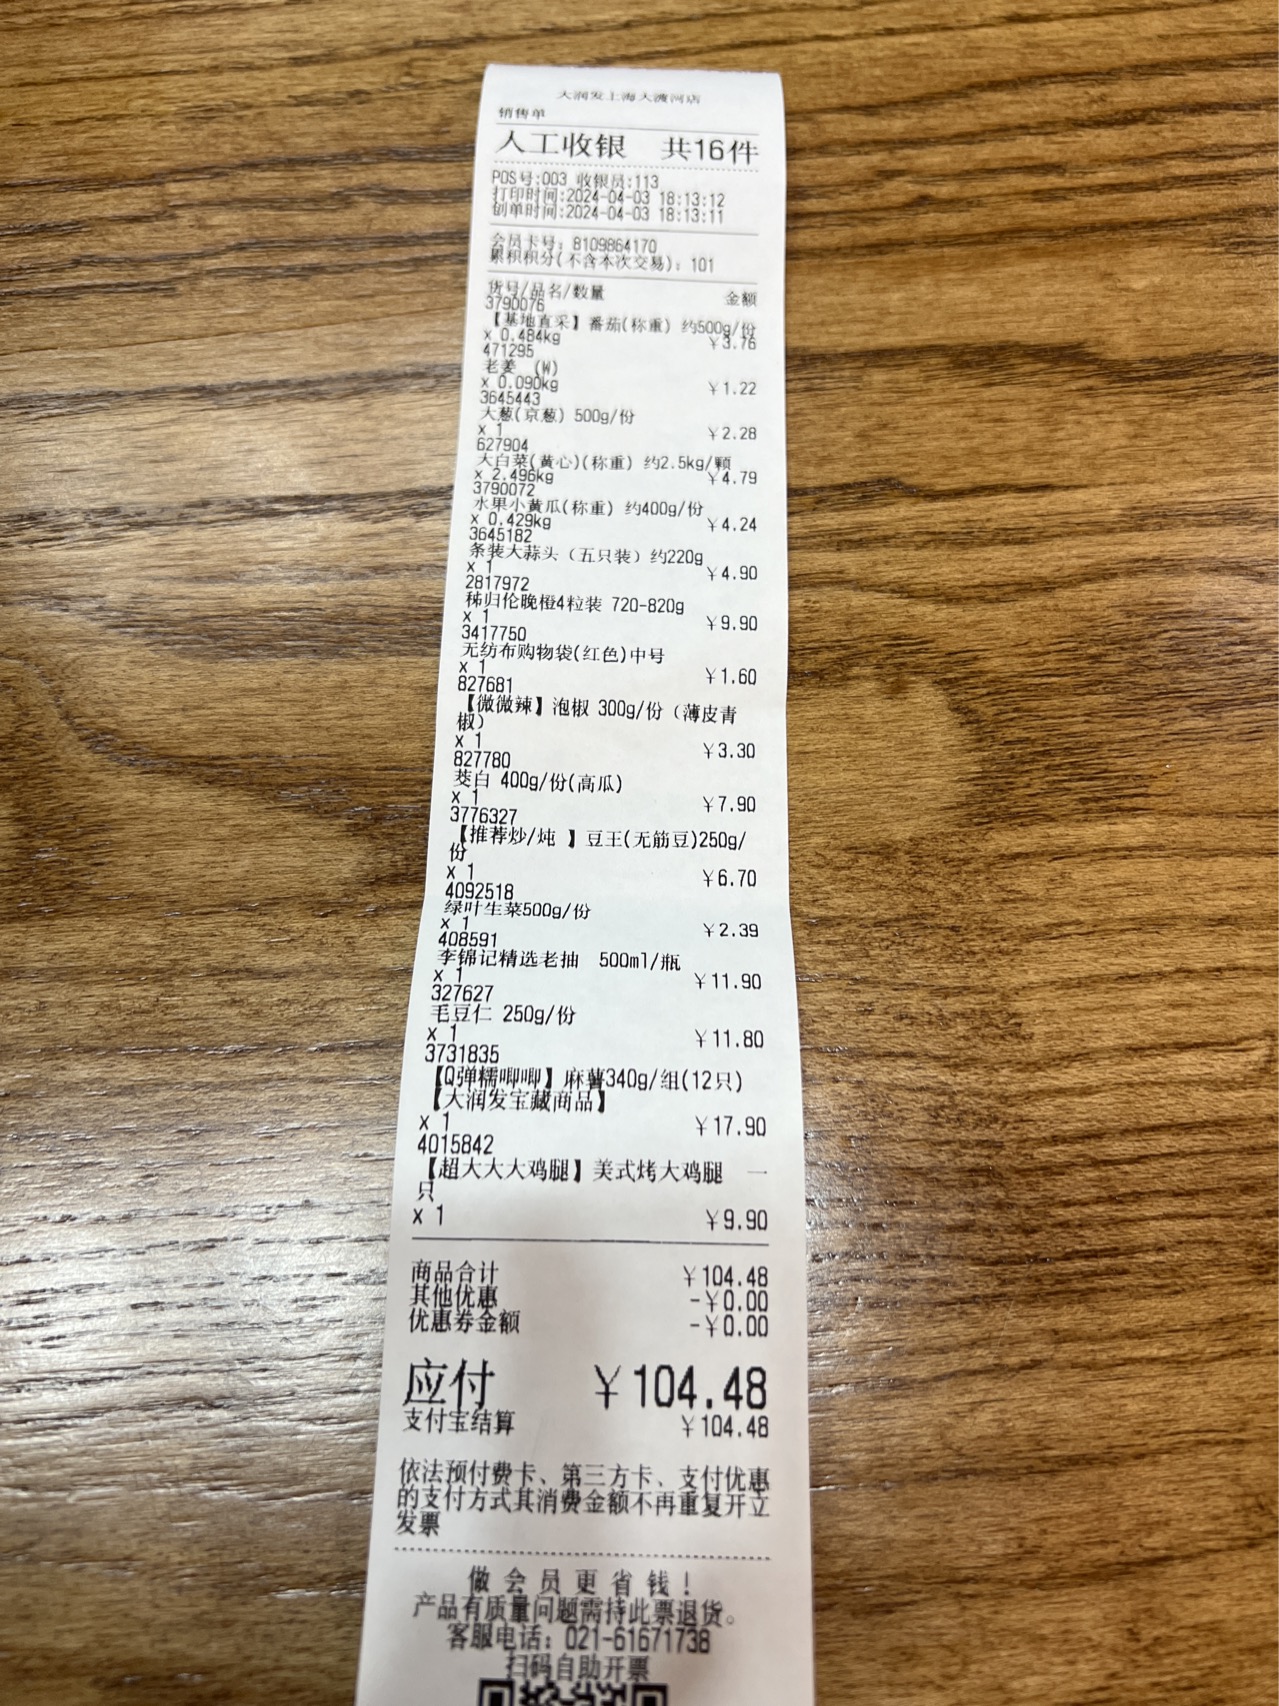 大润发上海大渡河店
销售单
人工收银 共16件
POS号:003 收银员:113
打印时间:2024-04-03 18:13:12
创单时间:2024-04-03 18:13:11
会员卡号: 8109864170
累积积分(不含本次交易): 101
货号/品名/数量 金额
3790076
【基地直采】番茄(称重) 约500g/份
x 0.484kg ￥3.76
471295
老姜 (W)
x 0.090kg ￥1.22
3645443
大葱(京葱) 500g/份
x 1 ￥2.28
627904
大白菜(黄心)(称重) 约2.5kg/颗
x 2.496kg ￥4.79
3790072
水果小黄瓜(称重) 约400g/份
x 0.429kg ￥4.24
3645182
条装大蒜头（五只装）约220g
x 1 ￥4.90
2817972
秭归伦晚橙4粒装 720-820g
x 1 ￥9.90
3417750
无纺布购物袋(红色)中号
x 1 ￥1.60
827681
【微微辣】泡椒 300g/份（薄皮青
椒）
x 1 ￥3.30
827780
茭白 400g/份(高瓜)
x 1 ￥7.90
3776327
【推荐炒/炖 】豆王(无筋豆)250g/
份
x 1 ￥6.70
4092518
绿叶生菜500g/份
x 1 ￥2.39
408591
李锦记精选老抽 500ml/瓶
x 1 ￥11.90
327627
毛豆仁 250g/份
x 1 ￥11.80
3731835
【Q弹糯唧唧】麻薯340g/组(12只)
【大润发宝藏商品】
x 1 ￥17.90
4015842
【超大大大鸡腿】美式烤大鸡腿 一
只
x 1 ￥9.90
商品合计 ￥104.48
其他优惠 -￥0.00
优惠券金额 -￥0.00
应付 ￥104.48
支付宝结算 ￥104.48
依法预付费卡、第三方卡、支付优惠
的支付方式其消费金额不再重复开立
发票
做会员更省钱!
产品有质量问题需持此票退货。
客服电话: 021-61671738
扫码自助开票